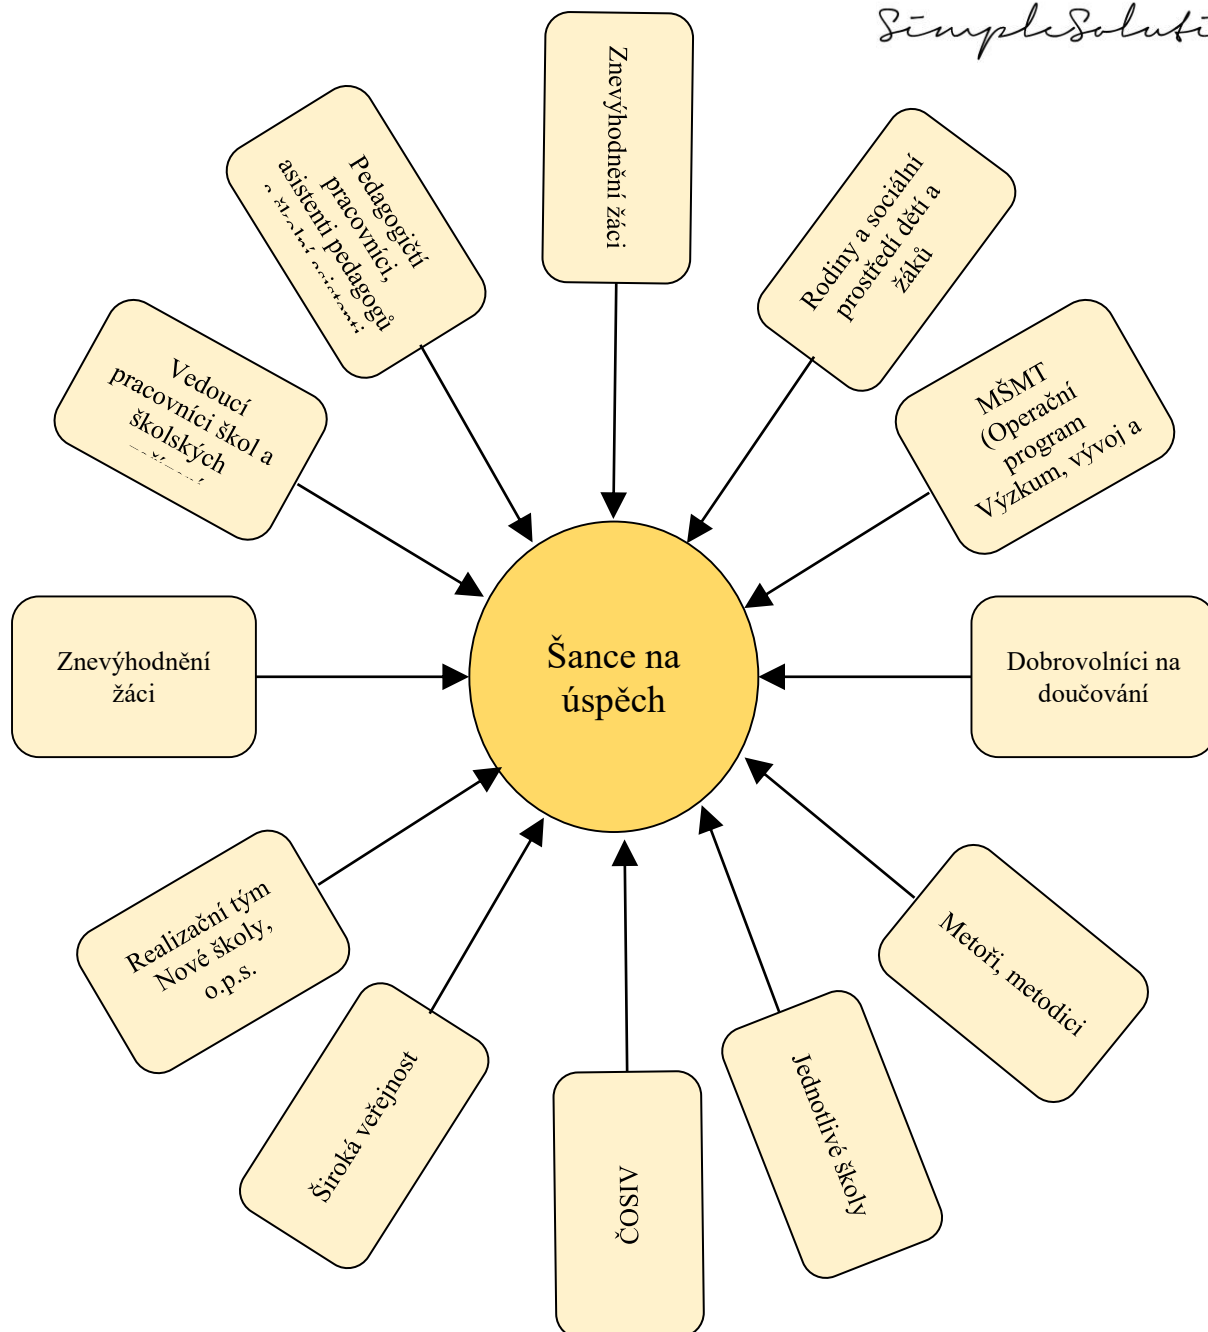 SimpleSoluti
Znevýhodnění žáci
Rodiny a sociální
prostředí dětí a
žáků
MŠMT
(Operační
program
Výzkum, vývoj a
Dobrovolníci na
doučování
Metoři, metodici
Jednotlivé školy
ČOSIV
Široká veřejnost
Realizační tým
Nové školy,
o.p.s.
Znevýhodnění
žáci
Vedoucí
pracovníci škol a
školských
Pedagogičtí
pracovníci,
asistenti pedagogů
Šance na
úspěch